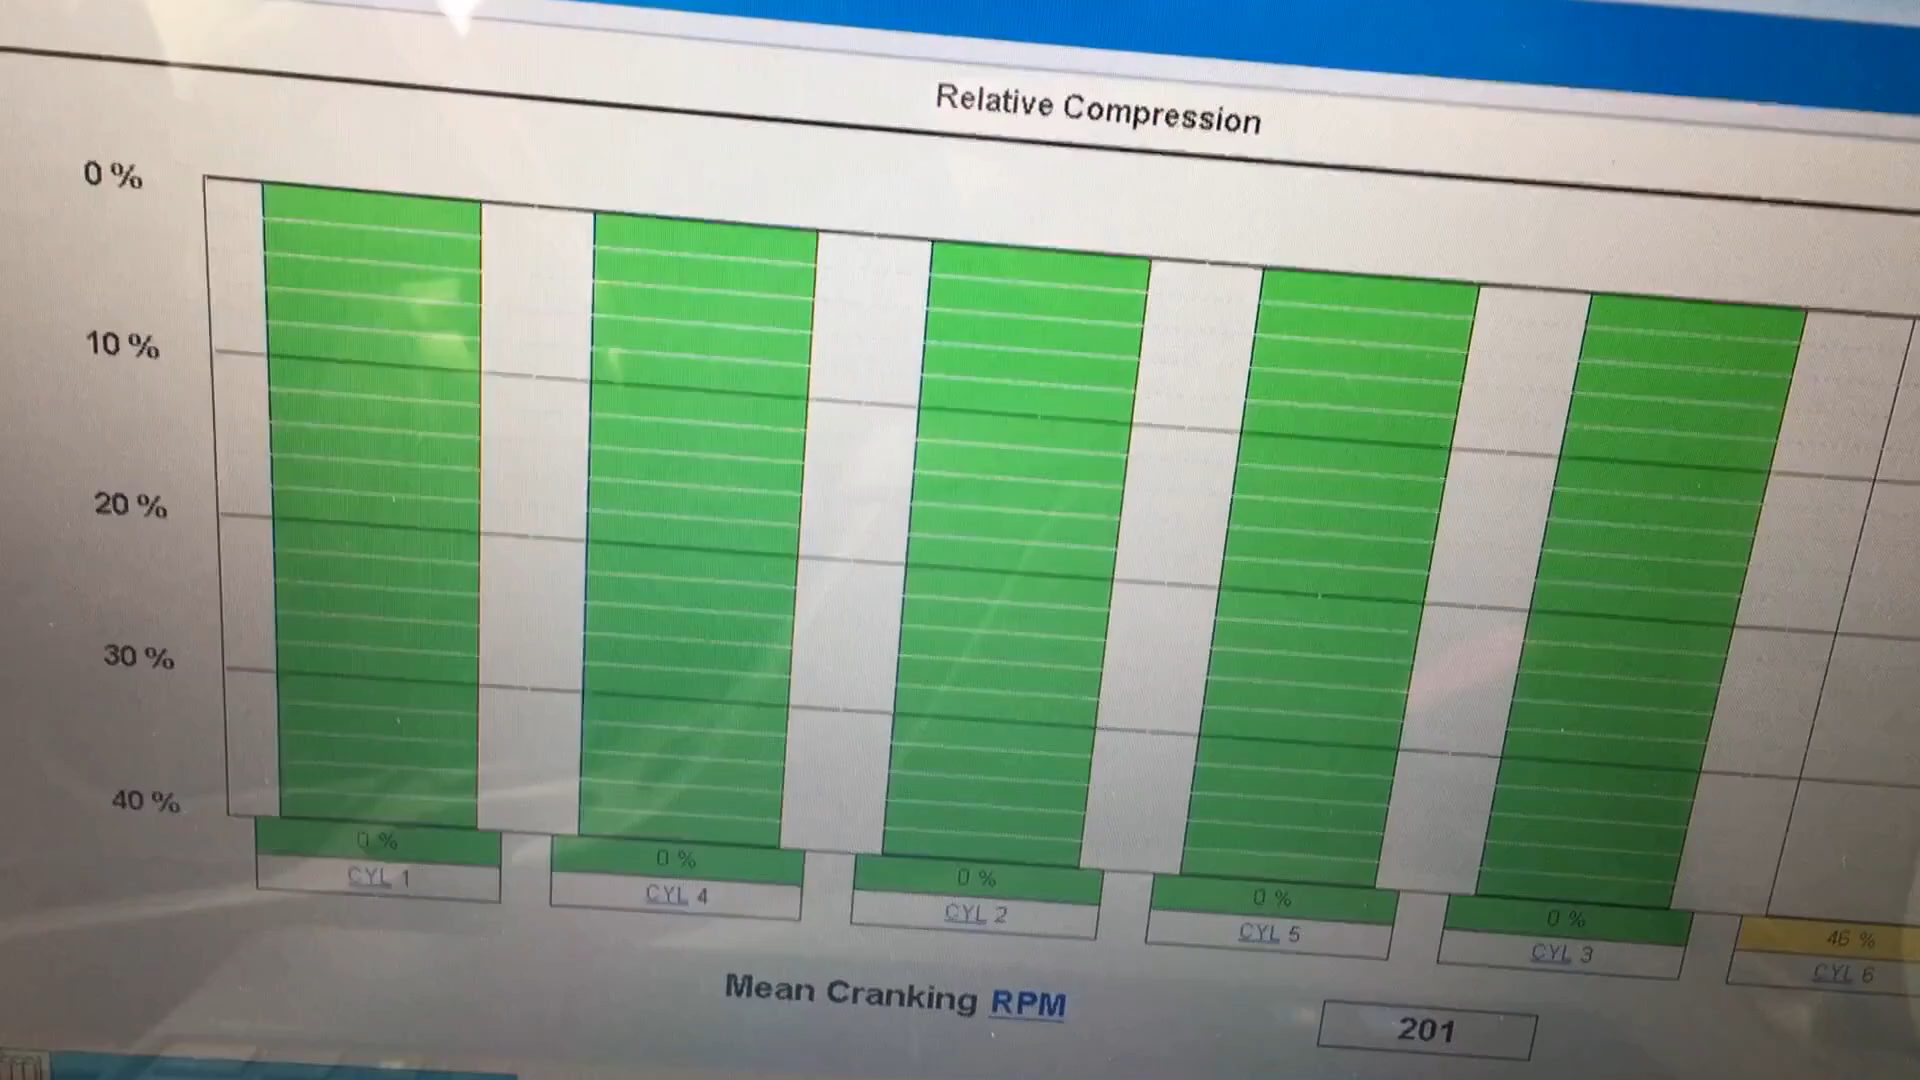 Relative Compression
0 %
10 %
20 %
30 %
40 %
0 %
CYL 1
0 %
CYL 4
0 %
CYL 2
0 %
CYL 5
0 %
CYL 3
46 %
CYL 6
Mean Cranking RPM
201